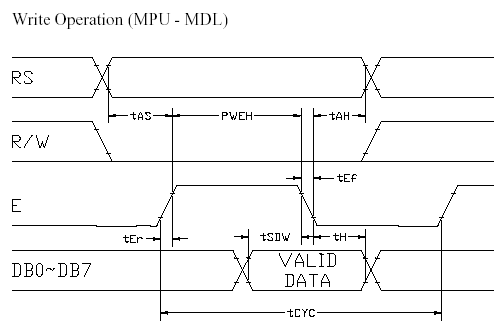 Write Operation (MPU - MDL)
RS
tAS PWEH tAH
R/W
tEf
E
tEr tSDW tH
DB0~DB7 VALID
DATA
tCYC